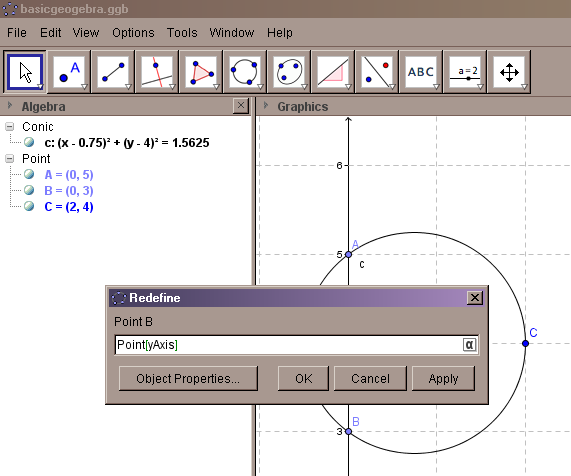 basicgeogebra.ggb
File Edit View Options Tools Window Help
A ABC a=2
Algebra
Graphics
Conic
c: (x - 0.75)² + (y - 4)² = 1.5625
Point
A = (0, 5)
B = (0, 3)
C = (2, 4)
6
5
A
c
C
3
B
Redefine
Point B
Point[yAxis]
α
Object Properties...
OK
Cancel
Apply